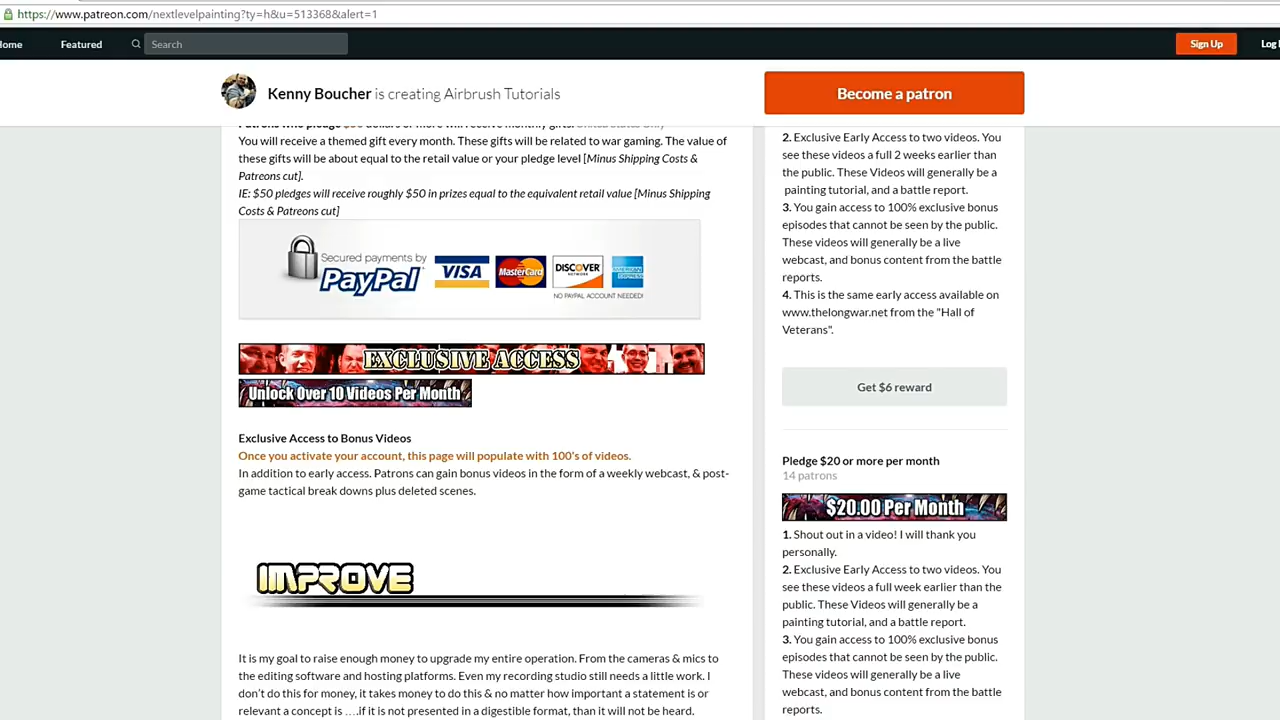 https://www.patreon.com/nextlevelpainting?ty=h&u=513368&alert=1
Home
Featured
Search
Sign Up
Log
Kenny Boucher is creating Airbrush Tutorials
Become a patron
Patrons who pledge $50 dollars or more will receive monthly gifts. United States Only
You will receive a themed gift every month. These gifts will be related to war gaming. The value of
these gifts will be about equal to the retail value or your pledge level [Minus Shipping Costs &
Patreons cut].
IE: $50 pledges will receive roughly $50 in prizes equal to the equivalent retail value [Minus Shipping
Costs & Patreons cut]
Secured payments by
PayPal
VISA
MasterCard
DISCOVER
NETWORK
AMERICAN
EXPRESS
NO PAYPAL ACCOUNT NEEDED!
EXCLUSIVE ACCESS
Unlock Over 10 Videos Per Month
Exclusive Access to Bonus Videos
Once you activate your account, this page will populate with 100's of videos.
In addition to early access. Patrons can gain bonus videos in the form of a weekly webcast, & post-
game tactical break downs plus deleted scenes.
IMPROVE
It is my goal to raise enough money to upgrade my entire operation. From the cameras & mics to
the editing software and hosting platforms. Even my recording studio still needs a little work. I
don't do this for money, it takes money to do this & no matter how important a statement is or
relevant a concept is ....if it is not presented in a digestible format, than it will not be heard.
2. Exclusive Early Access to two videos. You
see these videos a full 2 weeks earlier than
the public. These Videos will generally be a
painting tutorial, and a battle report.
3. You gain access to 100% exclusive bonus
episodes that cannot be seen by the public.
These videos will generally be a live
webcast, and bonus content from the battle
reports.
4. This is the same early access available on
www.thelongwar.net from the "Hall of
Veterans".
Get $6 reward
Pledge $20 or more per month
14 patrons
$20.00 Per Month
1. Shout out in a video! I will thank you
personally.
2. Exclusive Early Access to two videos. You
see these videos a full week earlier than the
public. These Videos will generally be a
painting tutorial, and a battle report.
3. You gain access to 100% exclusive bonus
episodes that cannot be seen by the public.
These videos will generally be a live
webcast, and bonus content from the battle
reports.